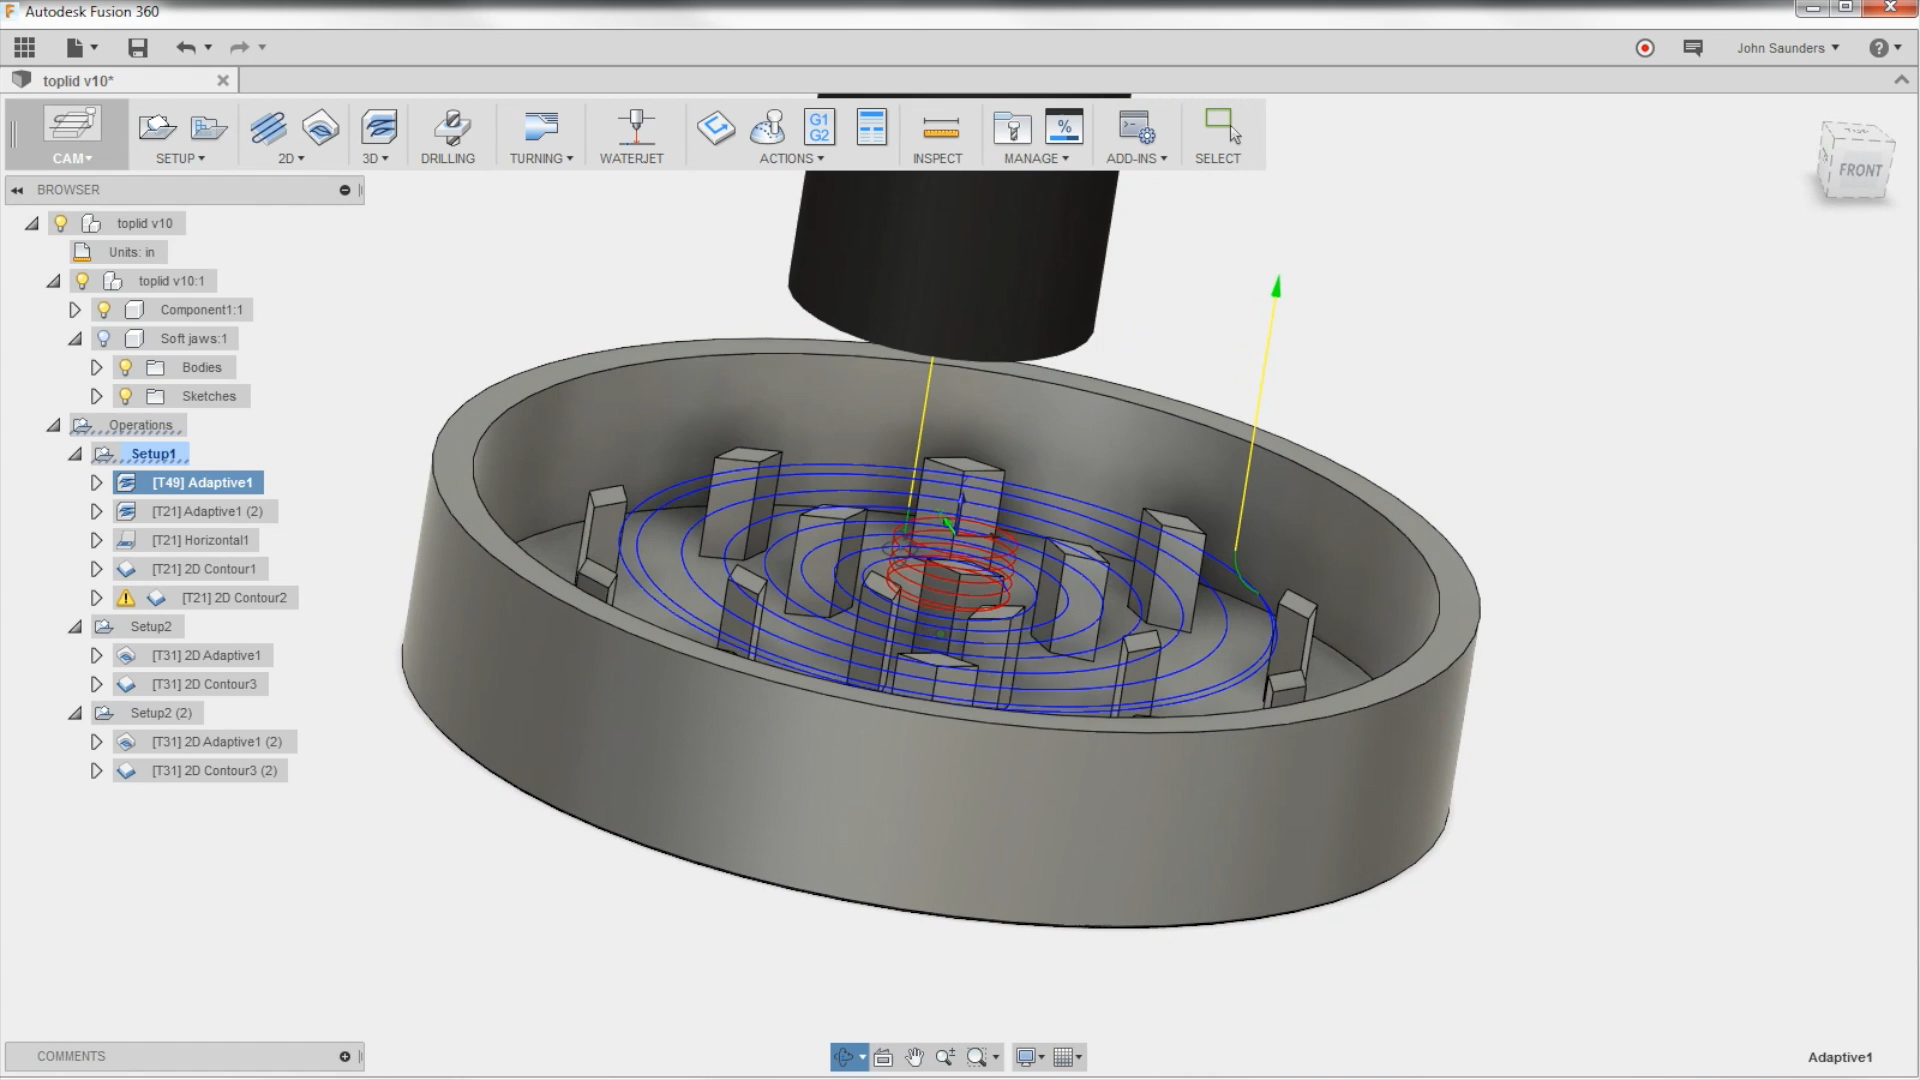 Autodesk Fusion 360
John Saunders
toplid v10*
G1
G2
%
CAM
SETUP
2D
3D
DRILLING
TURNING
WATERJET
ACTIONS
INSPECT
MANAGE
ADD-INS
SELECT
TOP
FRONT
BROWSER
toplid v10
Units: in
toplid v10:1
Component1:1
Soft jaws:1
Bodies
Sketches
Operations
Setup1
[T49] Adaptive1
[T21] Adaptive1 (2)
[T21] Horizontal1
[T21] 2D Contour1
[T21] 2D Contour2
Setup2
[T31] 2D Adaptive1
[T31] 2D Contour3
Setup2 (2)
[T31] 2D Adaptive1 (2)
[T31] 2D Contour3 (2)
COMMENTS
Adaptive1